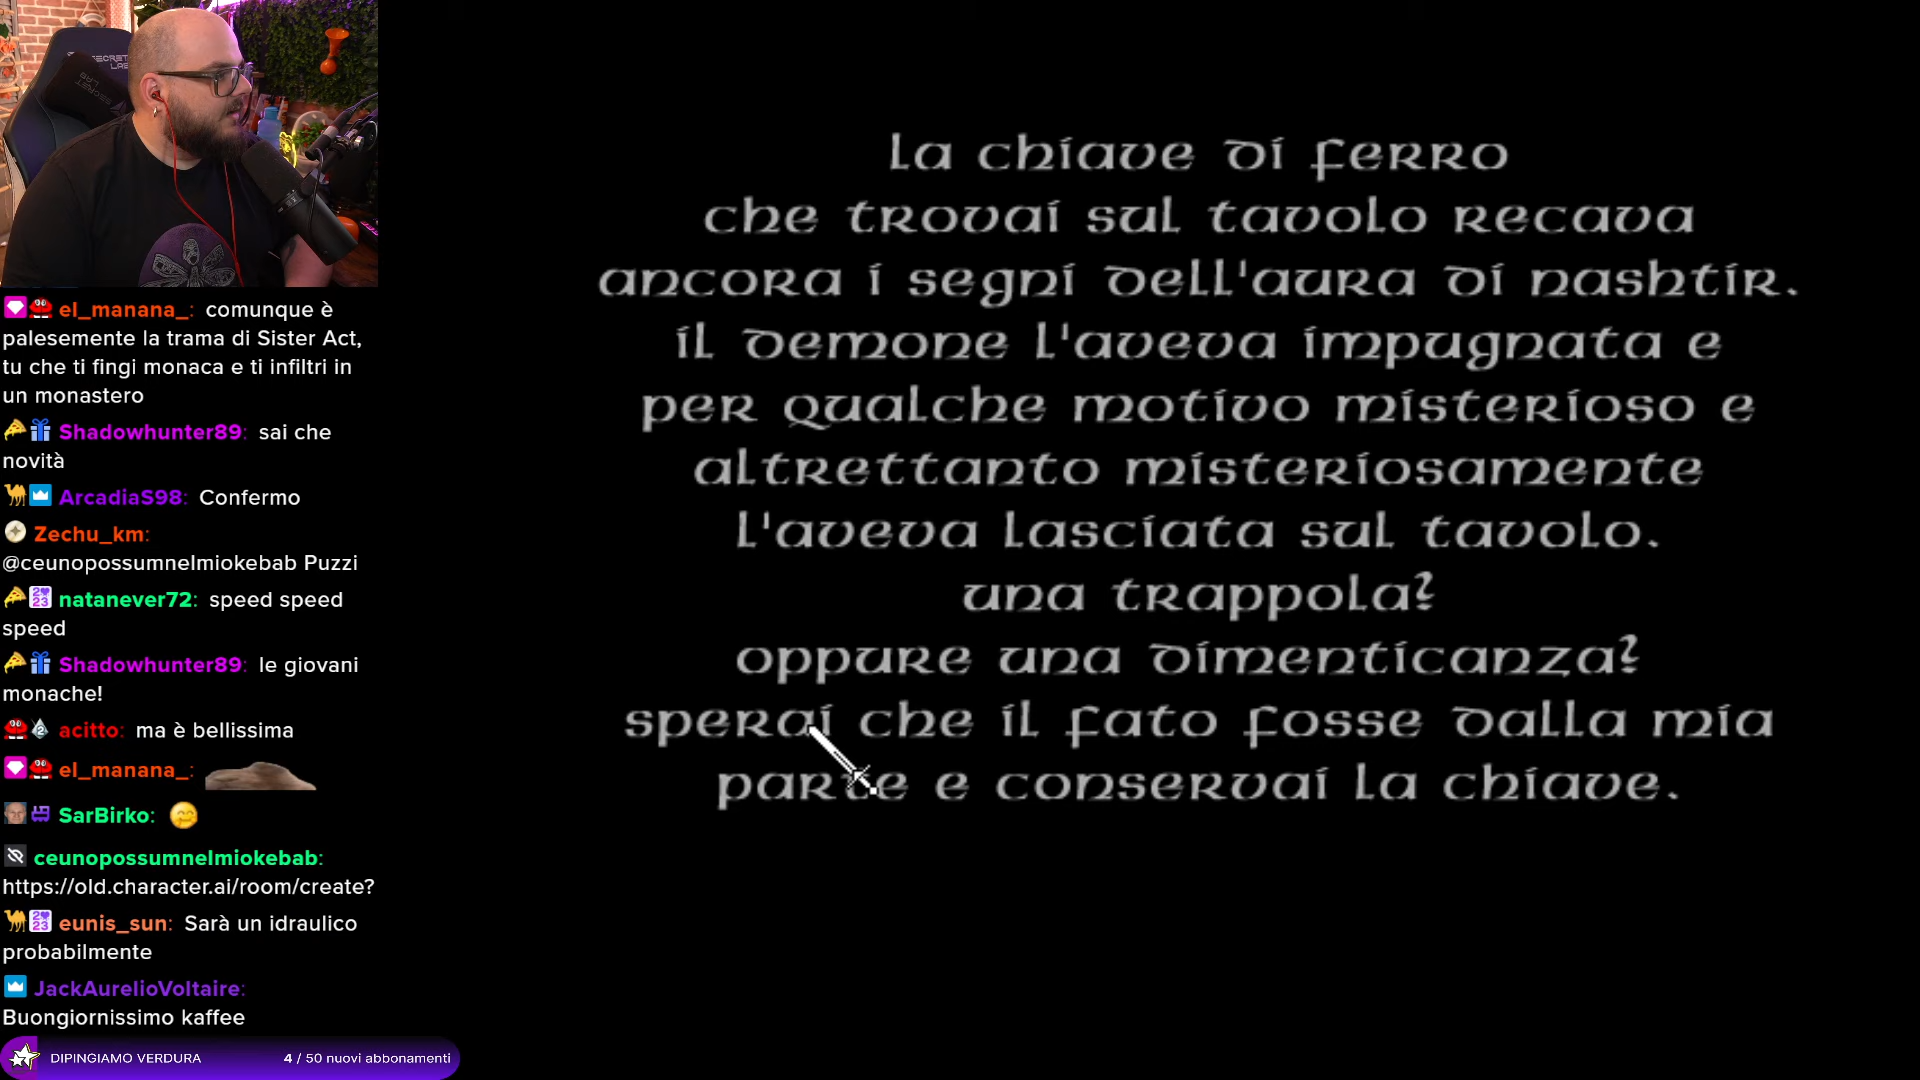 SECRET LAB
la chiave di ferro
che trovai sul tavolo recava
ancora i segni dell'aura di nashtir.
il demone l'aveva impugnata e
per qualche motivo misterioso e
altrettanto misteriosamente
l'aveva lasciata sul tavolo.
una trappola?
oppure una dimenticanza?
sperai che il fato fosse dalla mia
parte e conservai la chiave.
el_manana_: comunque è
palesemente la trama di Sister Act,
tu che ti fingi monaca e ti infiltri in
un monastero
Shadowhunter89: sai che
novità
ArcadiaS98: Confermo
Zechu_km:
@ceunopossumnelmiokebab Puzzi
natanever72: speed speed
speed
Shadowhunter89: le giovani
monache!
acitto: ma è bellissima
el_manana_:
SarBirko:
ceunopossumnelmiokebab:
https://old.character.ai/room/create?
eunis_sun: Sarà un idraulico
probabilmente
JackAurelioVoltaire:
Buongiornissimo kaffee
DIPINGIAMO VERDURA 4 / 50 nuovi abbonamenti